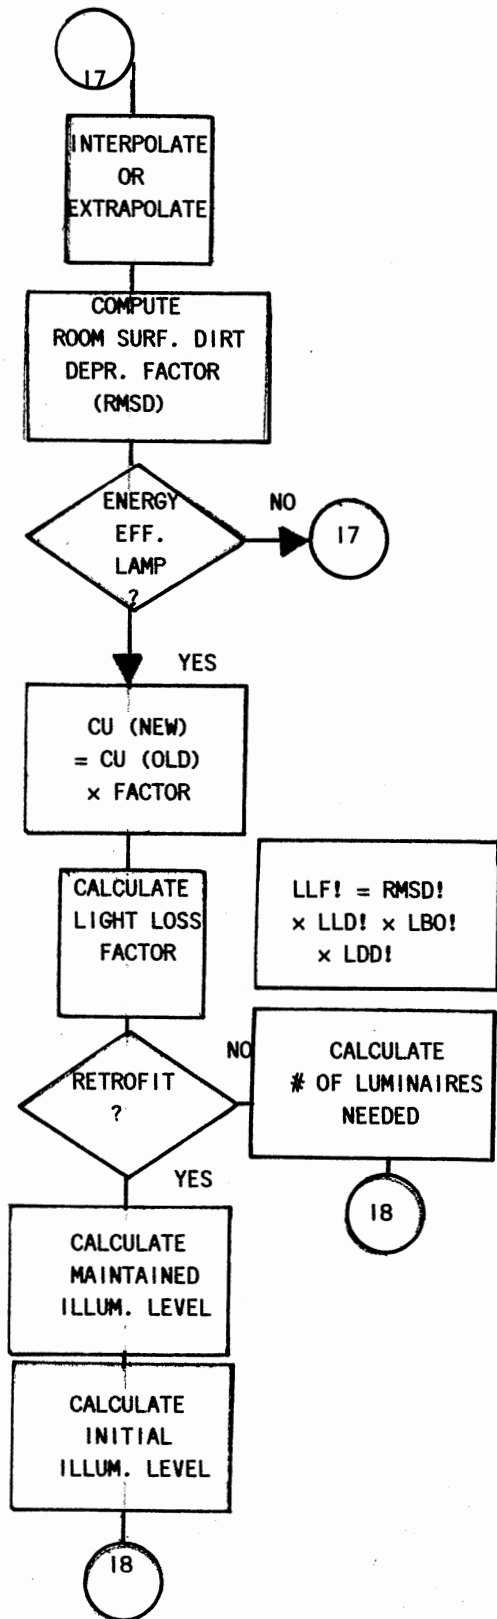 17
INTERPOLATE
OR
EXTRAPOLATE
COMPUTE
ROOM SURF. DIRT
DEPR. FACTOR
(RMSD)
ENERGY
EFF.
LAMP
?
NO
17
YES
CU (NEW)
= CU (OLD)
× FACTOR
CALCULATE
LIGHT LOSS
FACTOR
LLF! = RMSD!
× LLD! × LBO!
× LDD!
RETROFIT
?
NO
CALCULATE
# OF LUMINAIRES
NEEDED
18
YES
CALCULATE
MAINTAINED
ILLUM. LEVEL
CALCULATE
INITIAL
ILLUM. LEVEL
18